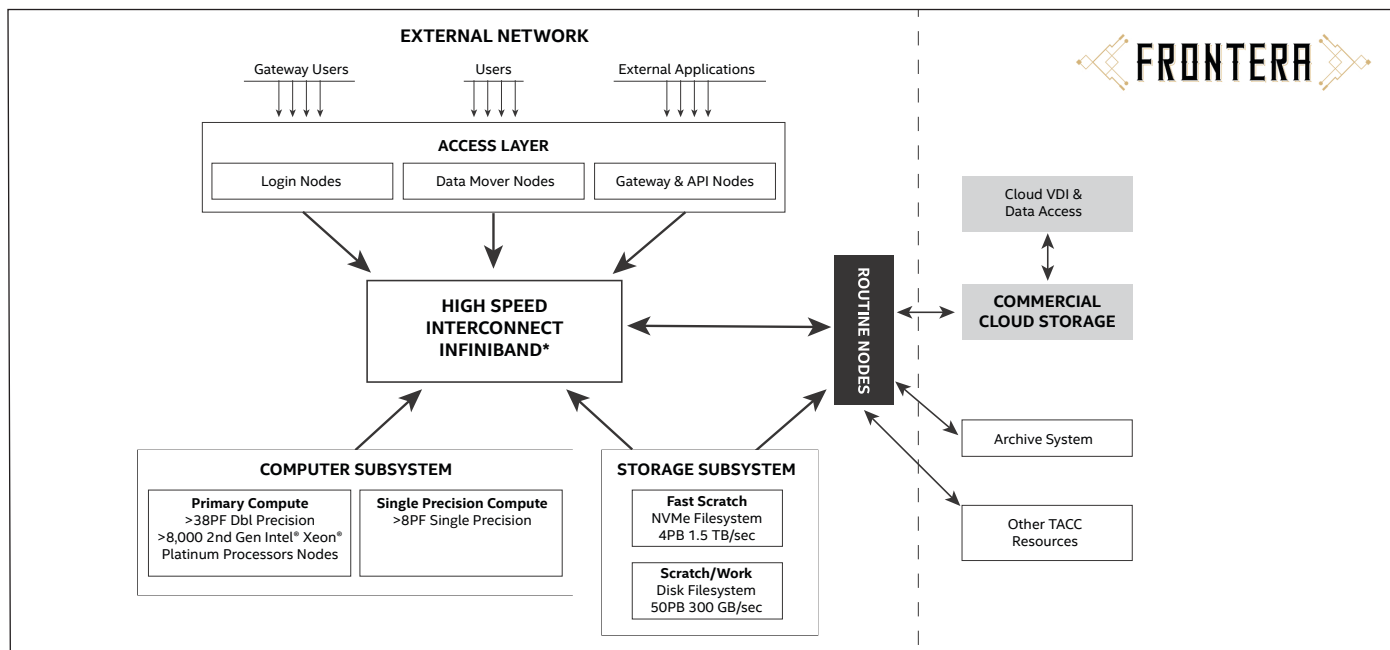 EXTERNAL NETWORK
FRONTERA
Gateway Users
Users
External Applications
ACCESS LAYER
Login Nodes
Data Mover Nodes
Gateway & API Nodes
Cloud VDI &
Data Access
HIGH SPEED
INTERCONNECT
INFINIBAND*
ROUTINE NODES
COMMERCIAL
CLOUD STORAGE
Archive System
Other TACC
Resources
COMPUTER SUBSYSTEM
Primary Compute
>38PF Dbl Precision
>8,000 2nd Gen Intel® Xeon®
Platinum Processors Nodes
Single Precision Compute
>8PF Single Precision
STORAGE SUBSYSTEM
Fast Scratch
NVMe Filesystem
4PB 1.5 TB/sec
Scratch/Work
Disk Filesystem
50PB 300 GB/sec